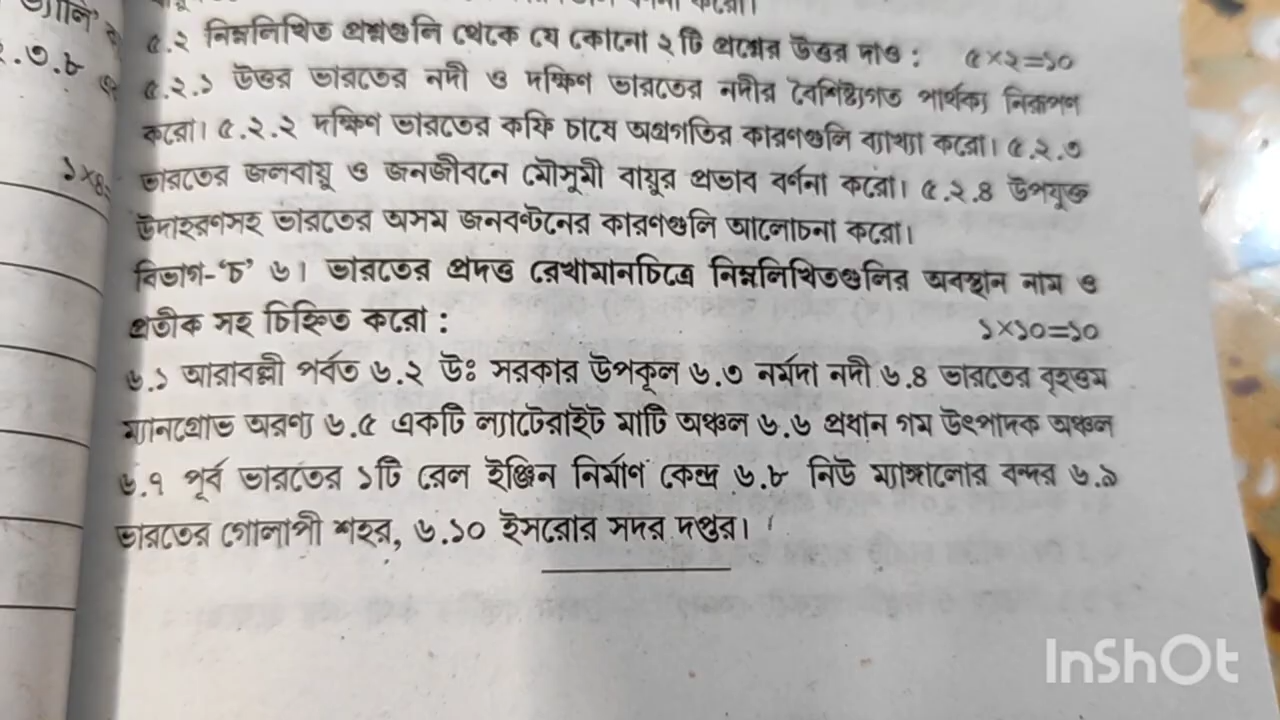 করো।
৫.২ নিম্নলিখিত প্রশ্নগুলি থেকে যে কোনো ২টি প্রশ্নের উত্তর দাও : ৫×২=১০
৫.২.১ উত্তর ভারতের নদী ও দক্ষিণ ভারতের নদীর বৈশিষ্ট্যগত পার্থক্য নিরূপণ
করো। ৫.২.২ দক্ষিণ ভারতের কফি চাষে অগ্রগতির কারণগুলি ব্যাখ্যা করো। ৫.২.৩
ভারতের জলবায়ু ও জনজীবনে মৌসুমী বায়ুর প্রভাব বর্ণনা করো। ৫.২.৪ উপযুক্ত
উদাহরণসহ ভারতের অসম জনবণ্টনের কারণগুলি আলোচনা করো।
বিভাগ-‘চ’ ৬। ভারতের প্রদত্ত রেখামানচিত্রে নিম্নলিখিতগুলির অবস্থান নাম ও
প্রতীক সহ চিহ্নিত করো : ১×১০=১০
৬.১ আরাবল্লী পর্বত ৬.২ উঃ সরকার উপকূল ৬.৩ নর্মদা নদী ৬.৪ ভারতের বৃহত্তম
ম্যানগ্রোভ অরণ্য ৬.৫ একটি ল্যাটেরাইট মাটি অঞ্চল ৬.৬ প্রধান গম উৎপাদক অঞ্চল
৬.৭ পূর্ব ভারতের ১টি রেল ইঞ্জিন নির্মাণ কেন্দ্র ৬.৮ নিউ ম্যাঙ্গালোর বন্দর ৬.৯
ভারতের গোলাপী শহর, ৬.১০ ইসরোর সদর দপ্তর।
InShOt